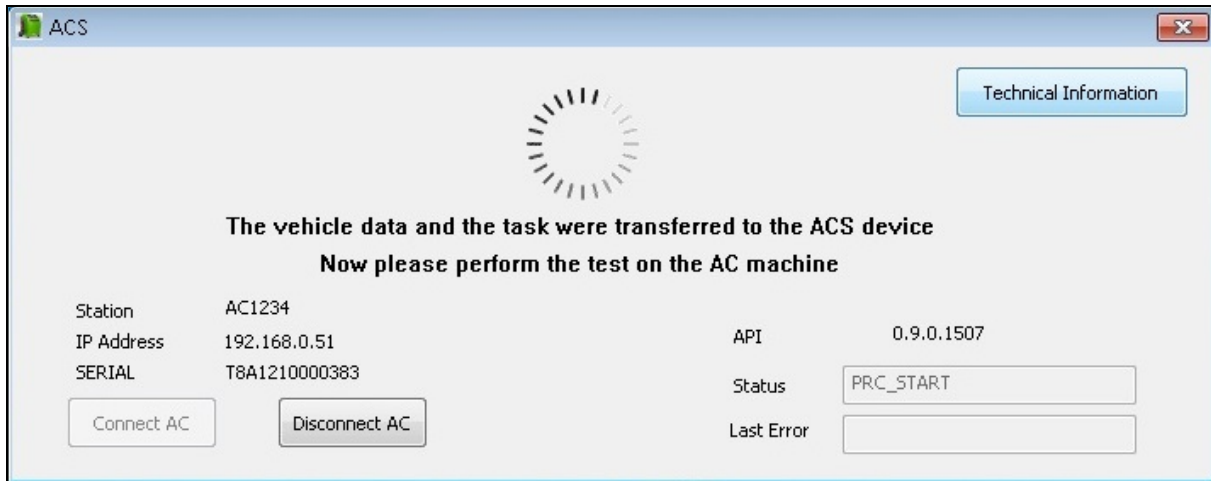 ACS
Technical Information
The vehicle data and the task were transferred to the ACS device
Now please perform the test on the AC machine
Station AC1234
IP Address 192.168.0.51
SERIAL T8A1210000383
Connect AC Disconnect AC
API 0.9.0.1507
Status PRC_START
Last Error